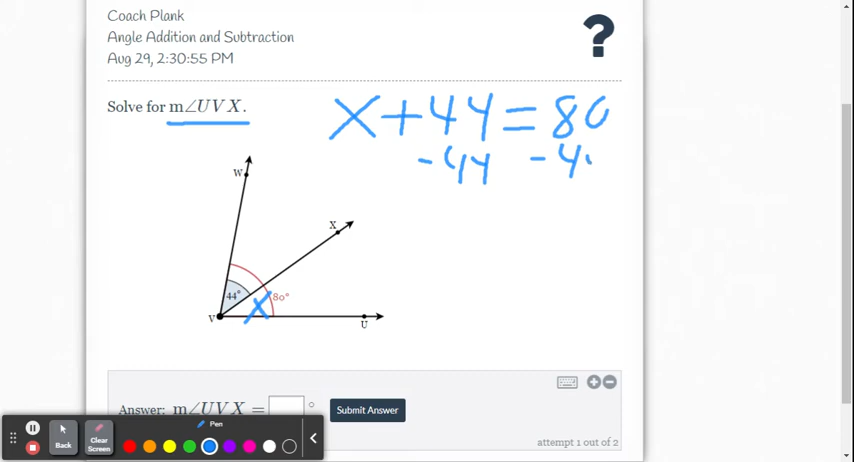 Coach Plank
Angle Addition and Subtraction
Aug 29, 2:30:55 PM
?
Solve for m∠UVX.
x + 44 = 80
-44 -4
W
X
44°
x
80°
V
U
Answer: m∠UVX = °
Submit Answer
Pen
Back
Clear Screen
attempt 1 out of 2